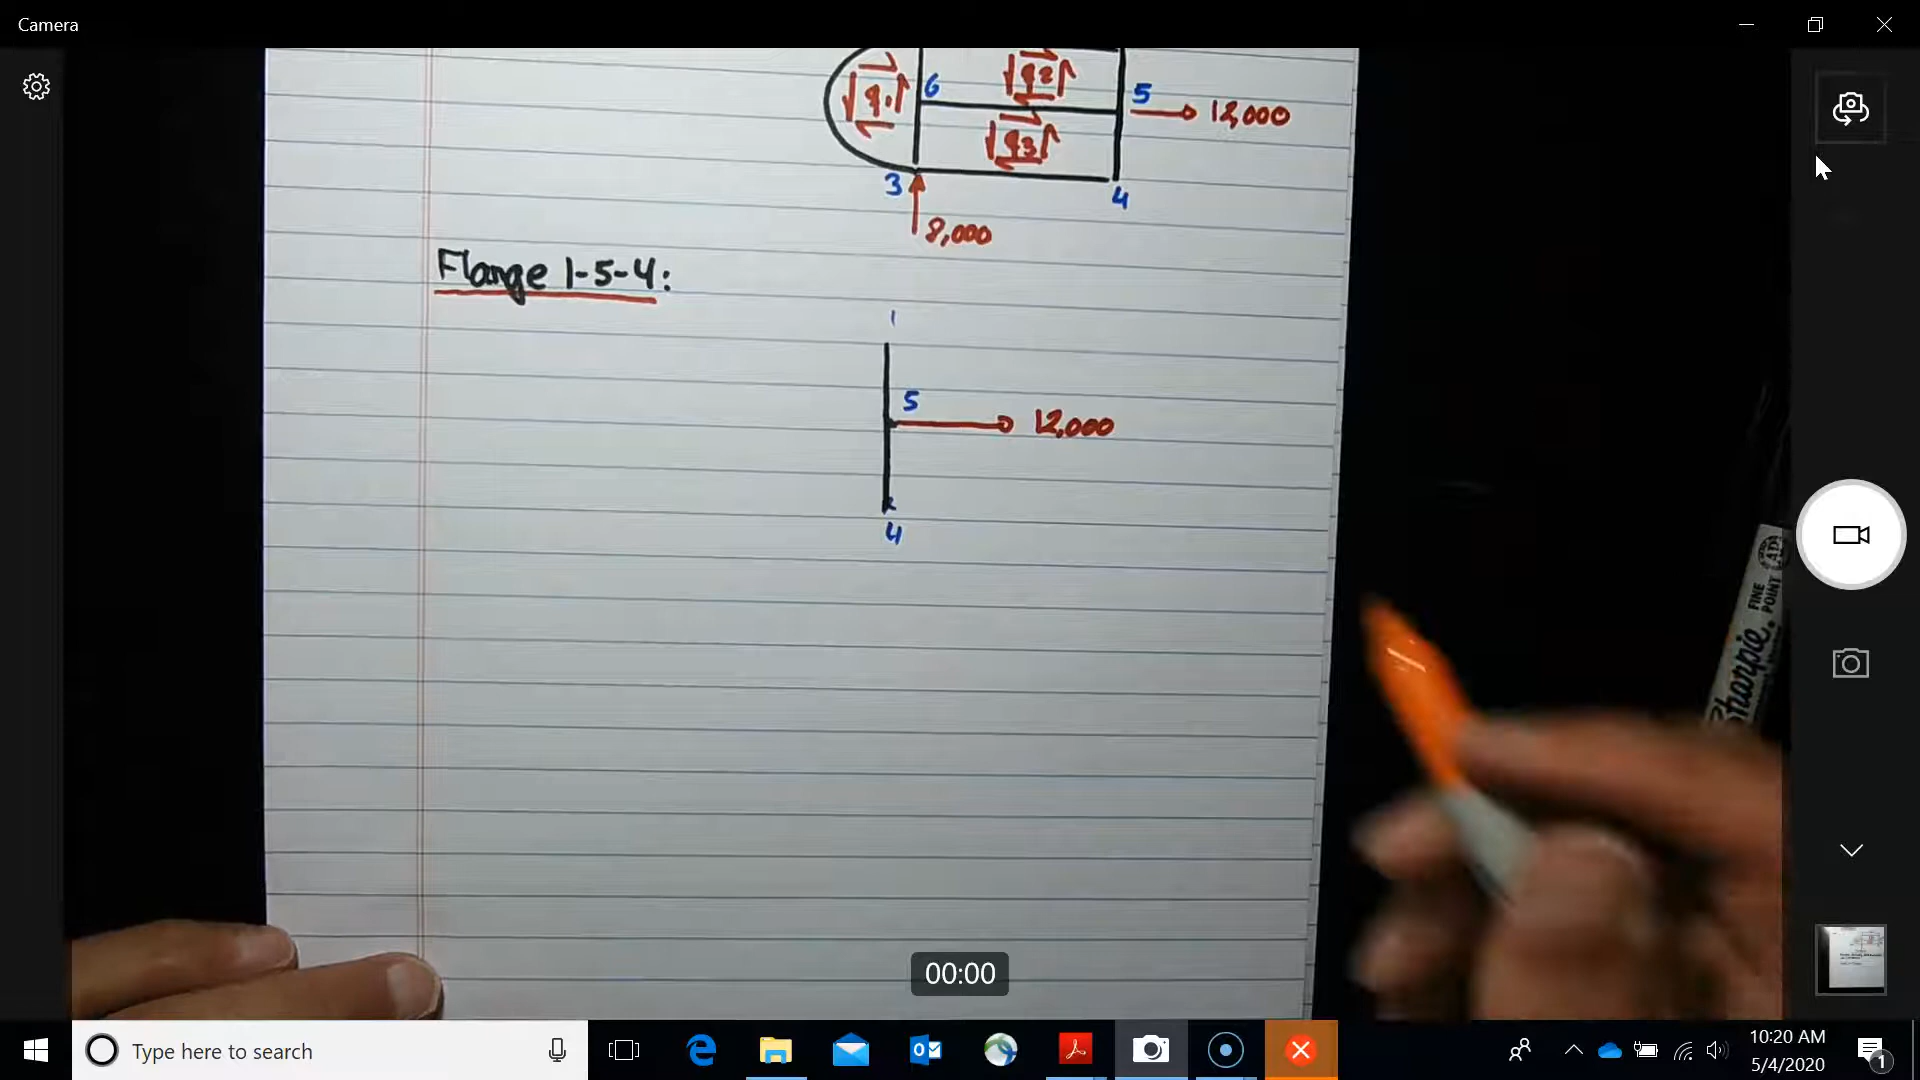 Camera
q1
6
q2
5
12,000
q3
3
4
8,000
Flange 1-5-4:
1
5
12,000
4
FINE
POINT
Sharpie.
00:00
Type here to search
10:20 AM
5/4/2020
1